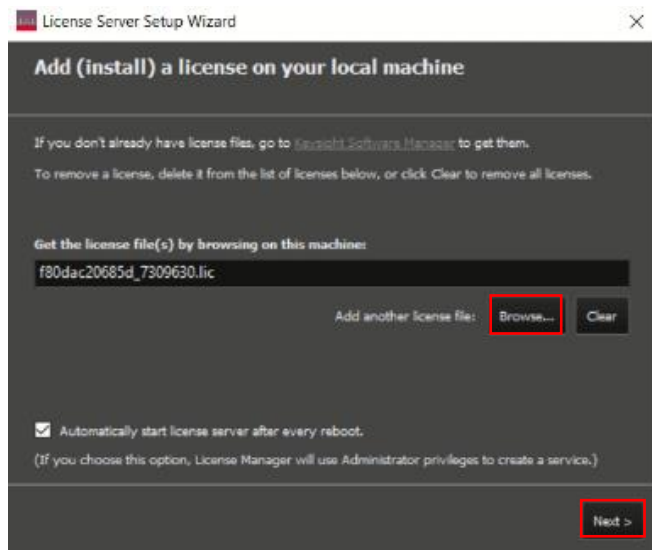 License Server Setup Wizard
Add (install) a license on your local machine
If you don't already have license files, go to Keysight Software Manager to get them.
To remove a license, delete it from the list of licenses below, or click Clear to remove all licenses.
Get the license file(s) by browsing on this machine:
f80dac20685d_7309630.lic
Add another license file: Browse... Clear
Automatically start license server after every reboot.
(If you choose this option, License Manager will use Administrator privileges to create a service.)
Next >